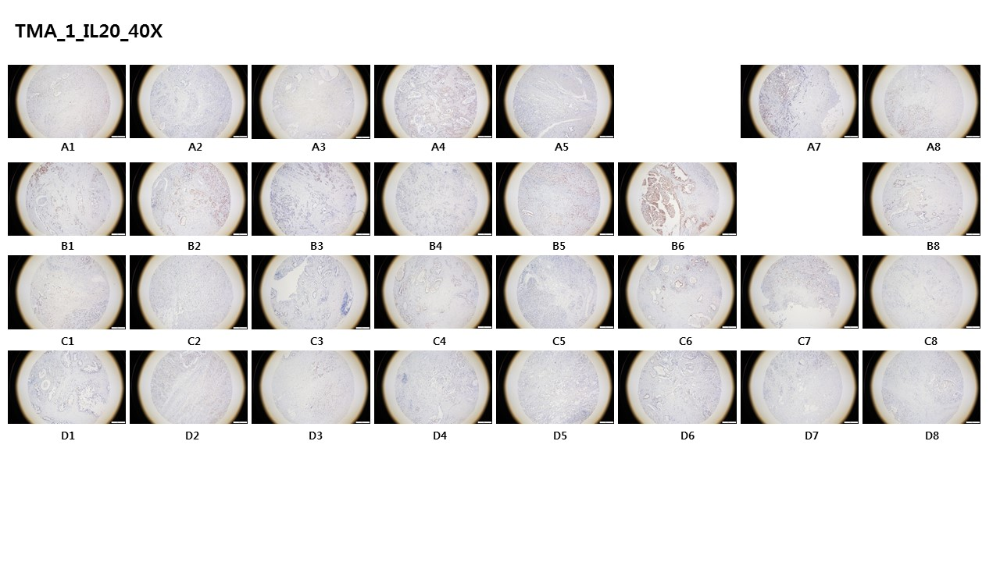 TMA_1_IL20_40X
A1 A2 A3 A4 A5 A7 A8
B1 B2 B3 B4 B5 B6 B8
C1 C2 C3 C4 C5 C6 C7 C8
D1 D2 D3 D4 D5 D6 D7 D8